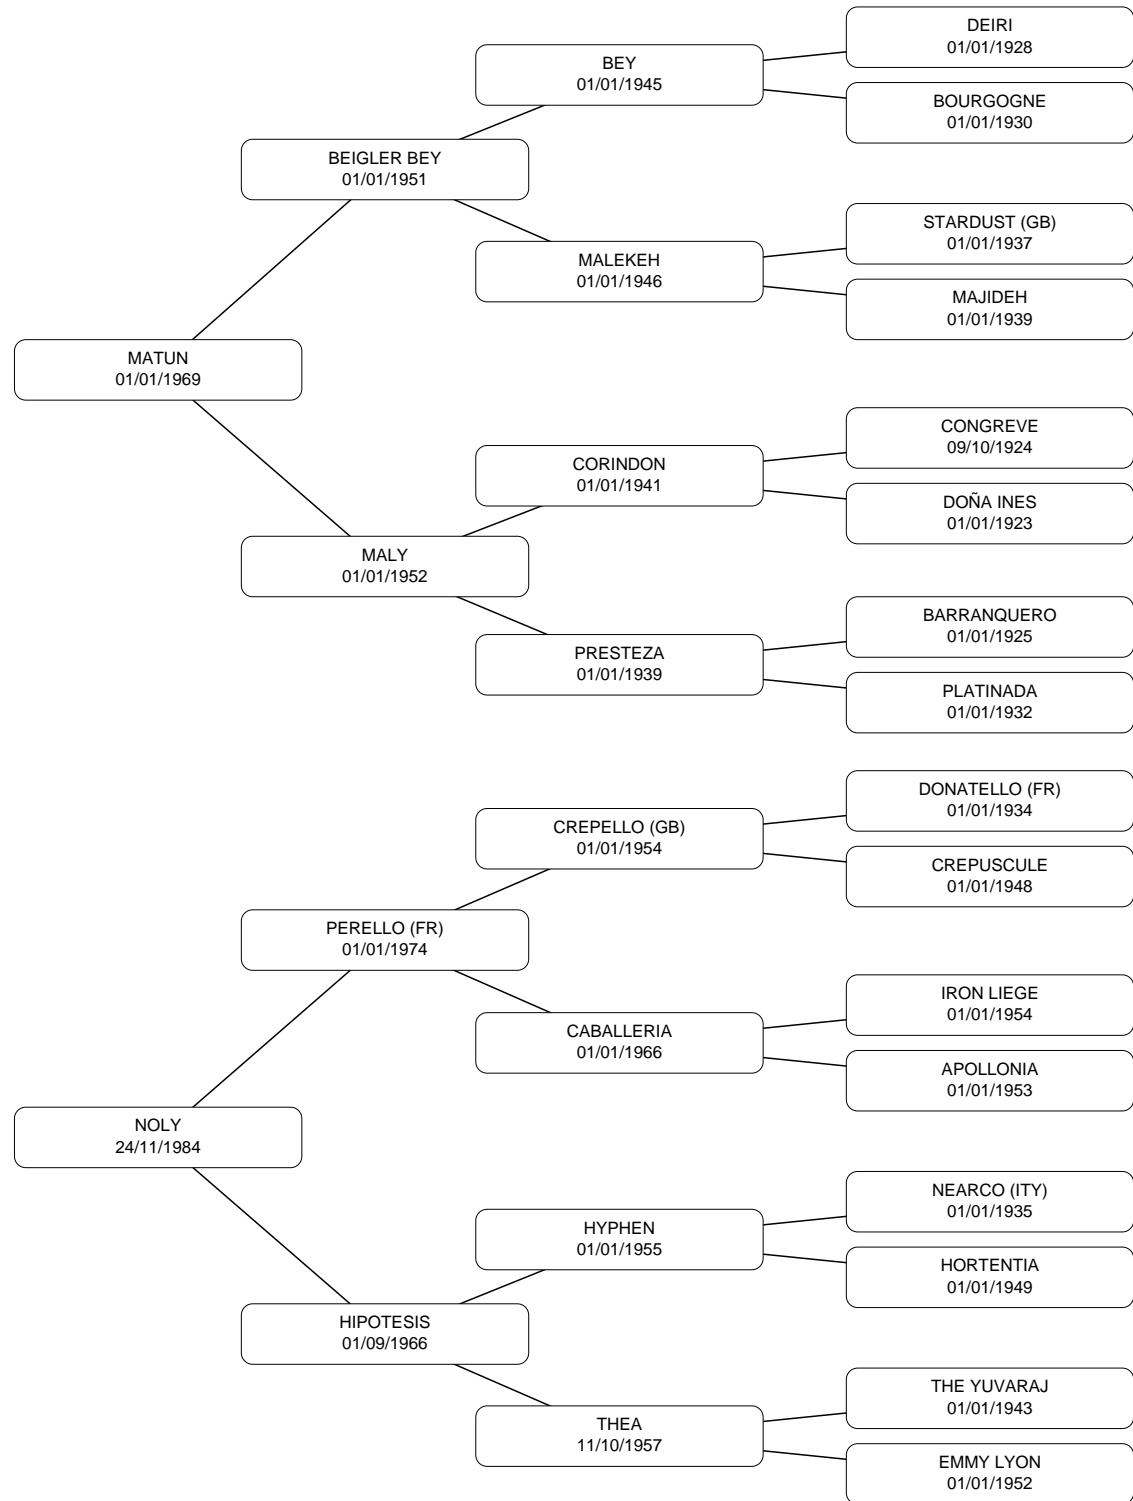 DEIRI
01/01/1928
BEY
01/01/1945
BOURGOGNE
01/01/1930
BEIGLER BEY
01/01/1951
STARDUST (GB)
01/01/1937
MALEKEH
01/01/1946
MAJIDEH
01/01/1939
MATUN
01/01/1969
CONGREVE
09/10/1924
CORINDON
01/01/1941
DOÑA INES
01/01/1923
MALY
01/01/1952
BARRANQUERO
01/01/1925
PRESTEZA
01/01/1939
PLATINADA
01/01/1932
DONATELLO (FR)
01/01/1934
CREPELLO (GB)
01/01/1954
CREPUSCULE
01/01/1948
PERELLO (FR)
01/01/1974
IRON LIEGE
01/01/1954
CABALLERIA
01/01/1966
APOLLONIA
01/01/1953
NOLY
24/11/1984
NEARCO (ITY)
01/01/1935
HYPHEN
01/01/1955
HORTENTIA
01/01/1949
HIPOTESIS
01/09/1966
THE YUVARAJ
01/01/1943
THEA
11/10/1957
EMMY LYON
01/01/1952